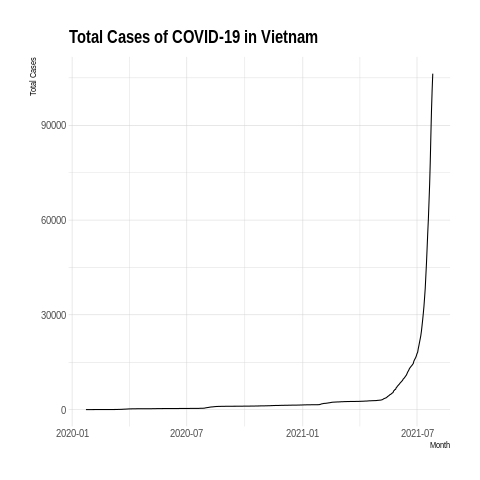 Total Cases of COVID-19 in Vietnam
Total Cases
90000
60000
30000
0
2020-01 2020-07 2021-01 2021-07
Month